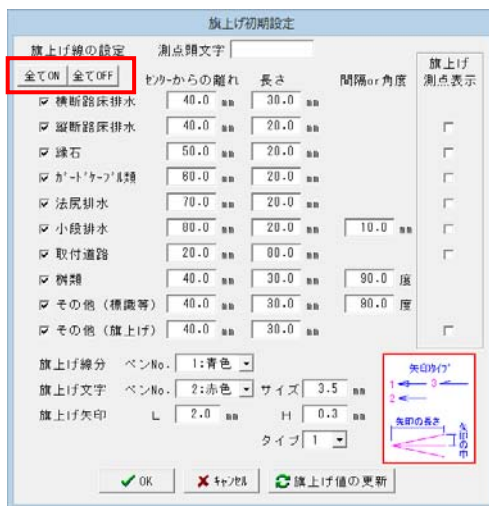 旗上げ初期設定
旗上げ線の設定 測点頭文字
全てON 全てOFF センターからの離れ 長さ 間隔or角度 旗上げ測点表示
横断路床排水 40.0 mm 30.0 mm
縦断路床排水 40.0 mm 20.0 mm
縁石 50.0 mm 20.0 mm
ガードケーブル類 60.0 mm 20.0 mm
法尻排水 70.0 mm 20.0 mm
小段排水 80.0 mm 20.0 mm 10.0 mm
取付道路 20.0 mm 80.0 mm
桝類 40.0 mm 30.0 mm 90.0 度
その他（標識等） 40.0 mm 30.0 mm 90.0 度
その他（旗上げ） 40.0 mm 30.0 mm
旗上げ線分 ペンNo. 1:青色
旗上げ文字 ペンNo. 2:赤色 サイズ 3.5 mm
旗上げ矢印 L 2.0 mm H 0.3 mm
タイプ 1
矢印タイプ
1 3
2
矢印の長さ
矢印の巾
OK キャンセル 旗上げ値の更新